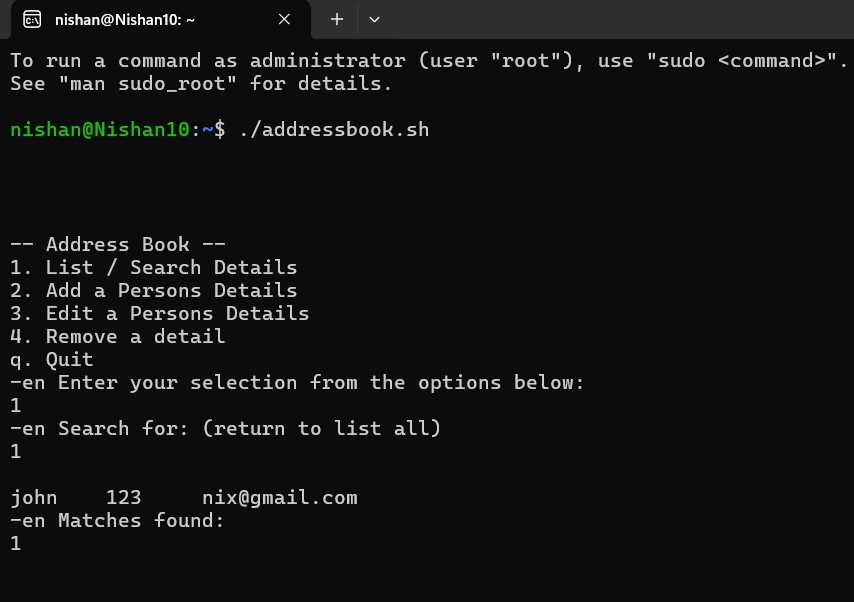 nishan@Nishan10: ~
To run a command as administrator (user "root"), use "sudo <command>".
See "man sudo_root" for details.
nishan@Nishan10:~$ ./addressbook.sh
-- Address Book --
1. List / Search Details
2. Add a Persons Details
3. Edit a Persons Details
4. Remove a detail
q. Quit
-en Enter your selection from the options below:
1
-en Search for: (return to list all)
1
john    123     nix@gmail.com
-en Matches found:
1